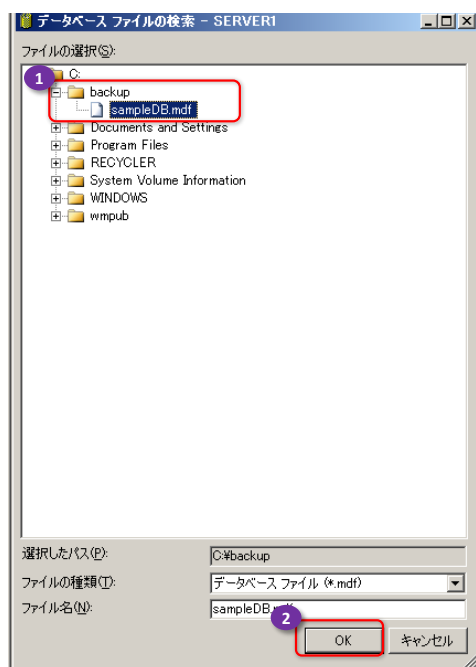 データベース ファイルの検索 - SERVER1
ファイルの選択(S):
1
C:
backup
sampleDB.mdf
Documents and Settings
Program Files
RECYCLER
System Volume Information
WINDOWS
wmpub
選択したパス(P):
C:¥backup
ファイルの種類(T):
データベース ファイル (*.mdf)
ファイル名(N):
sampleDB
2
OK
キャンセル